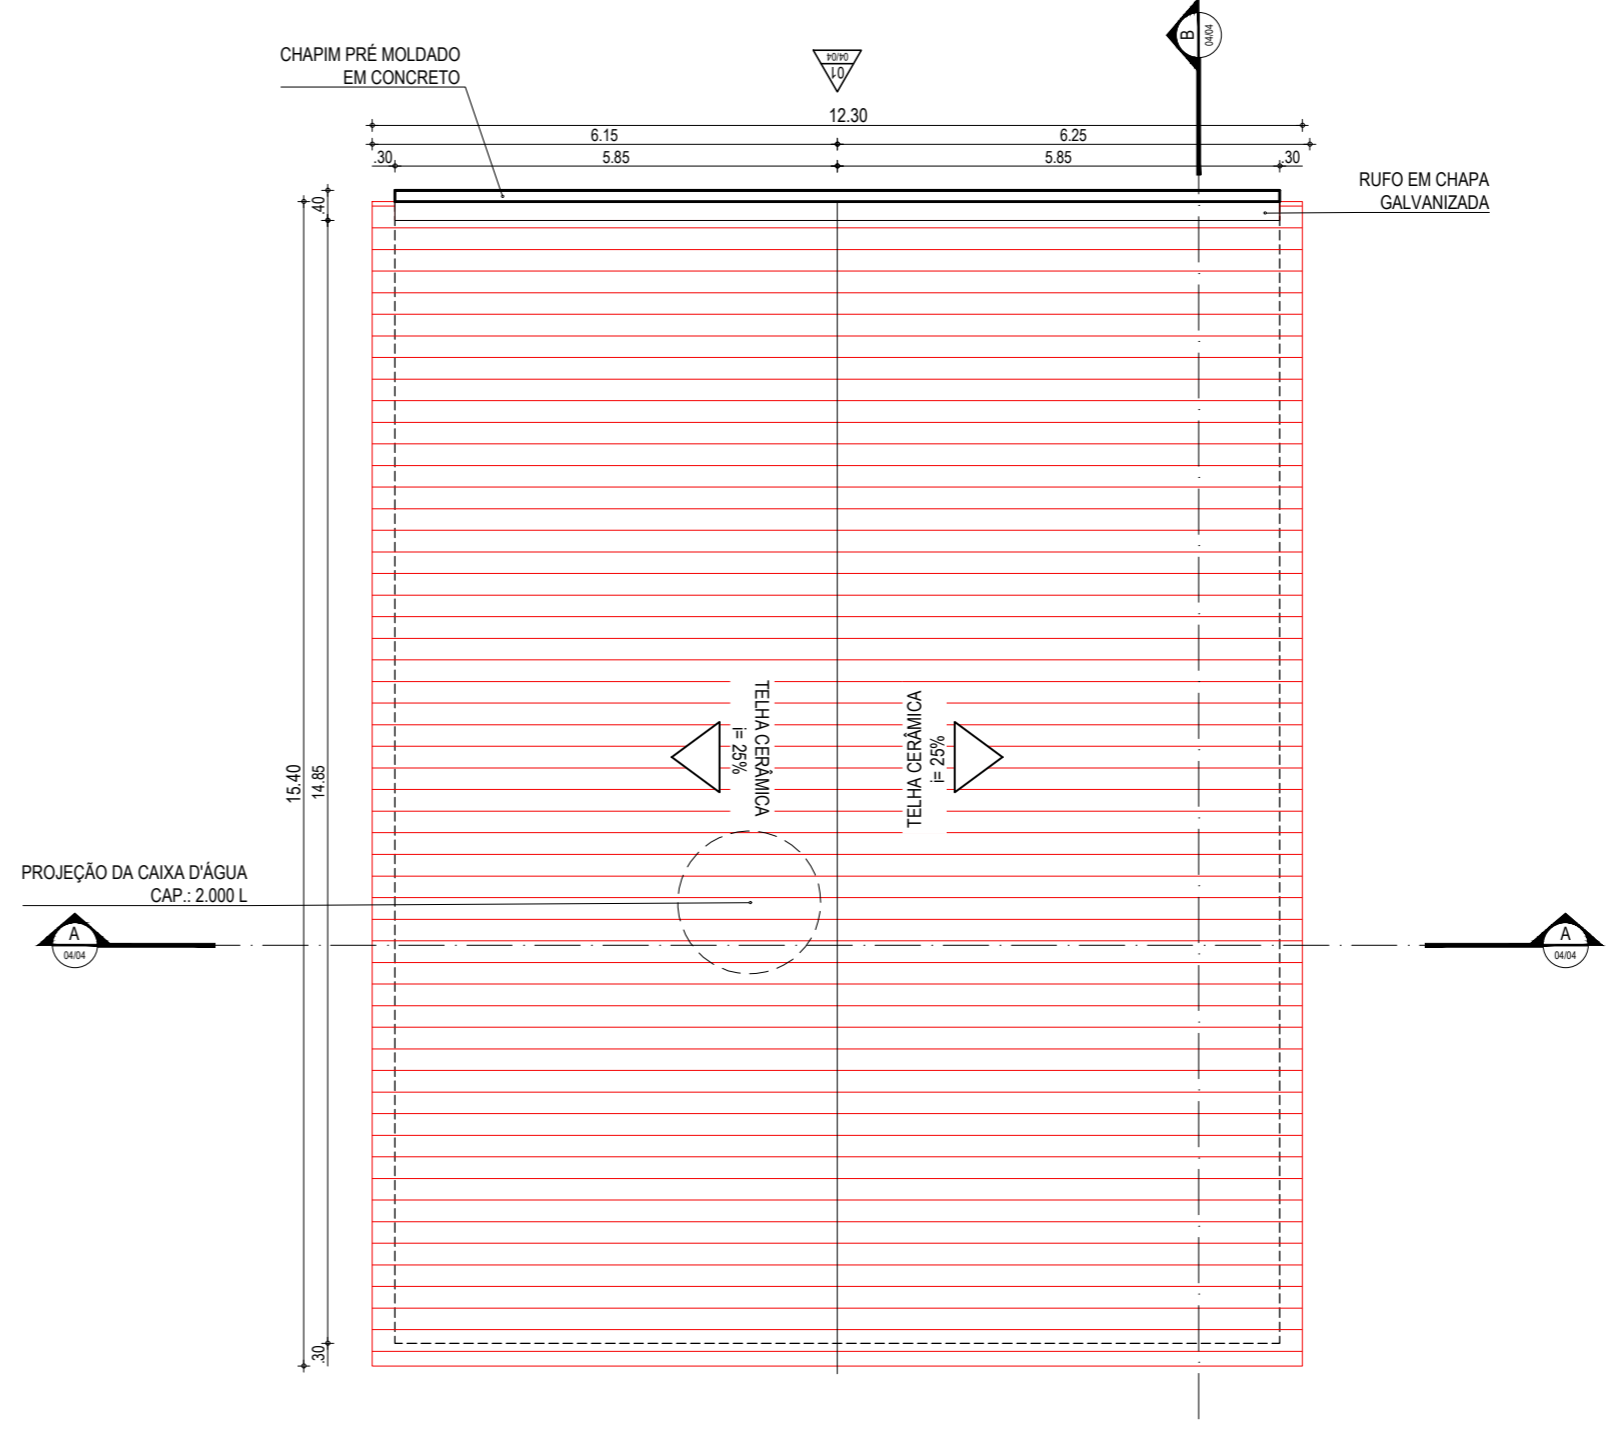 B
04/04
CHAPIM PRÉ MOLDADO
EM CONCRETO
04/04
01
12.30
6.15
6.25
.30
5.85
5.85
.30
RUFO EM CHAPA
GALVANIZADA
.40
TELHA CERÂMICA
i= 25%
TELHA CERÂMICA
i= 25%
15.40
14.85
PROJEÇÃO DA CAIXA D'ÁGUA
CAP.: 2.000 L
A
04/04
A
04/04
.30